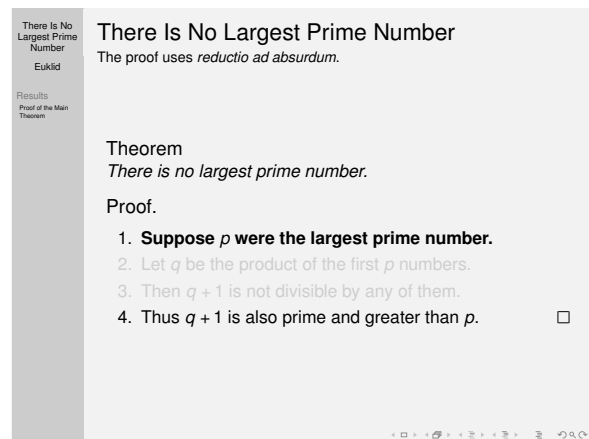 There Is No
Largest Prime
Number
Euklid
Results
Proof of the Main
Theorem
There Is No Largest Prime Number
The proof uses reductio ad absurdum.
Theorem
There is no largest prime number.
Proof.
1. Suppose p were the largest prime number.
2. Let q be the product of the first p numbers.
3. Then q + 1 is not divisible by any of them.
4. Thus q + 1 is also prime and greater than p. □